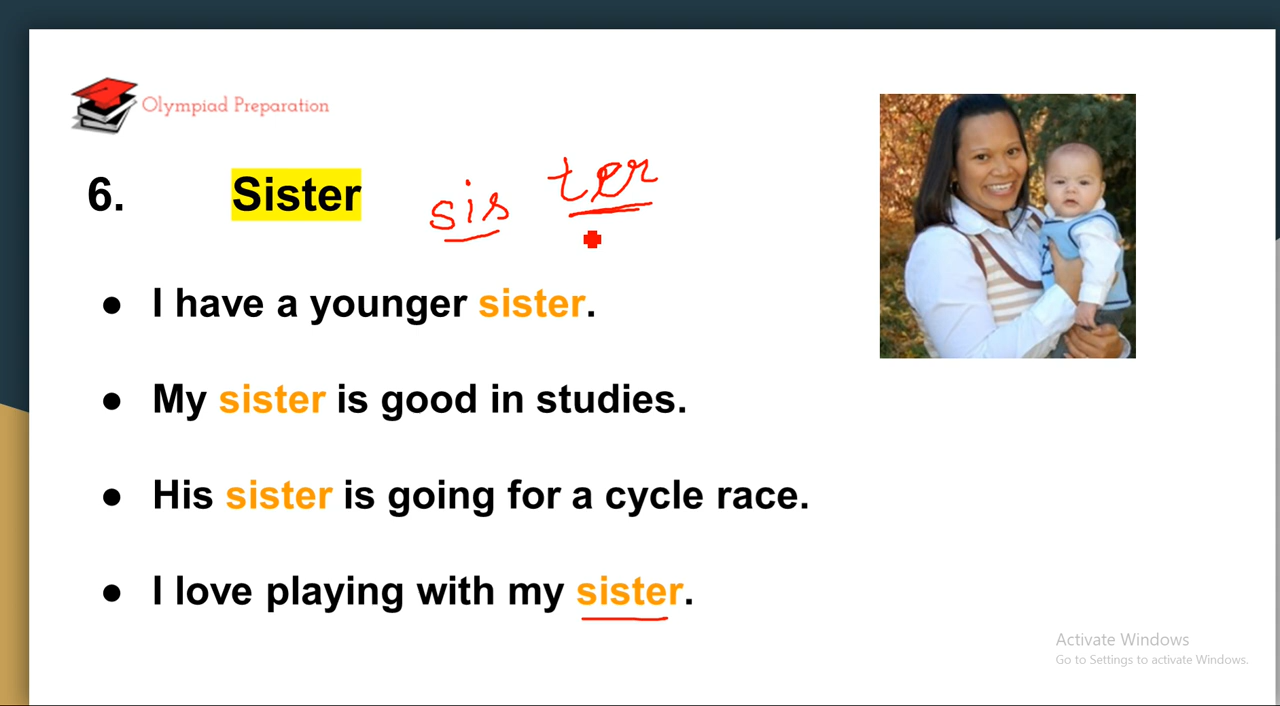 Olympiad Preparation
6. Sister sis ter
● I have a younger sister.
● My sister is good in studies.
● His sister is going for a cycle race.
● I love playing with my sister.
Activate Windows
Go to Settings to activate Windows.